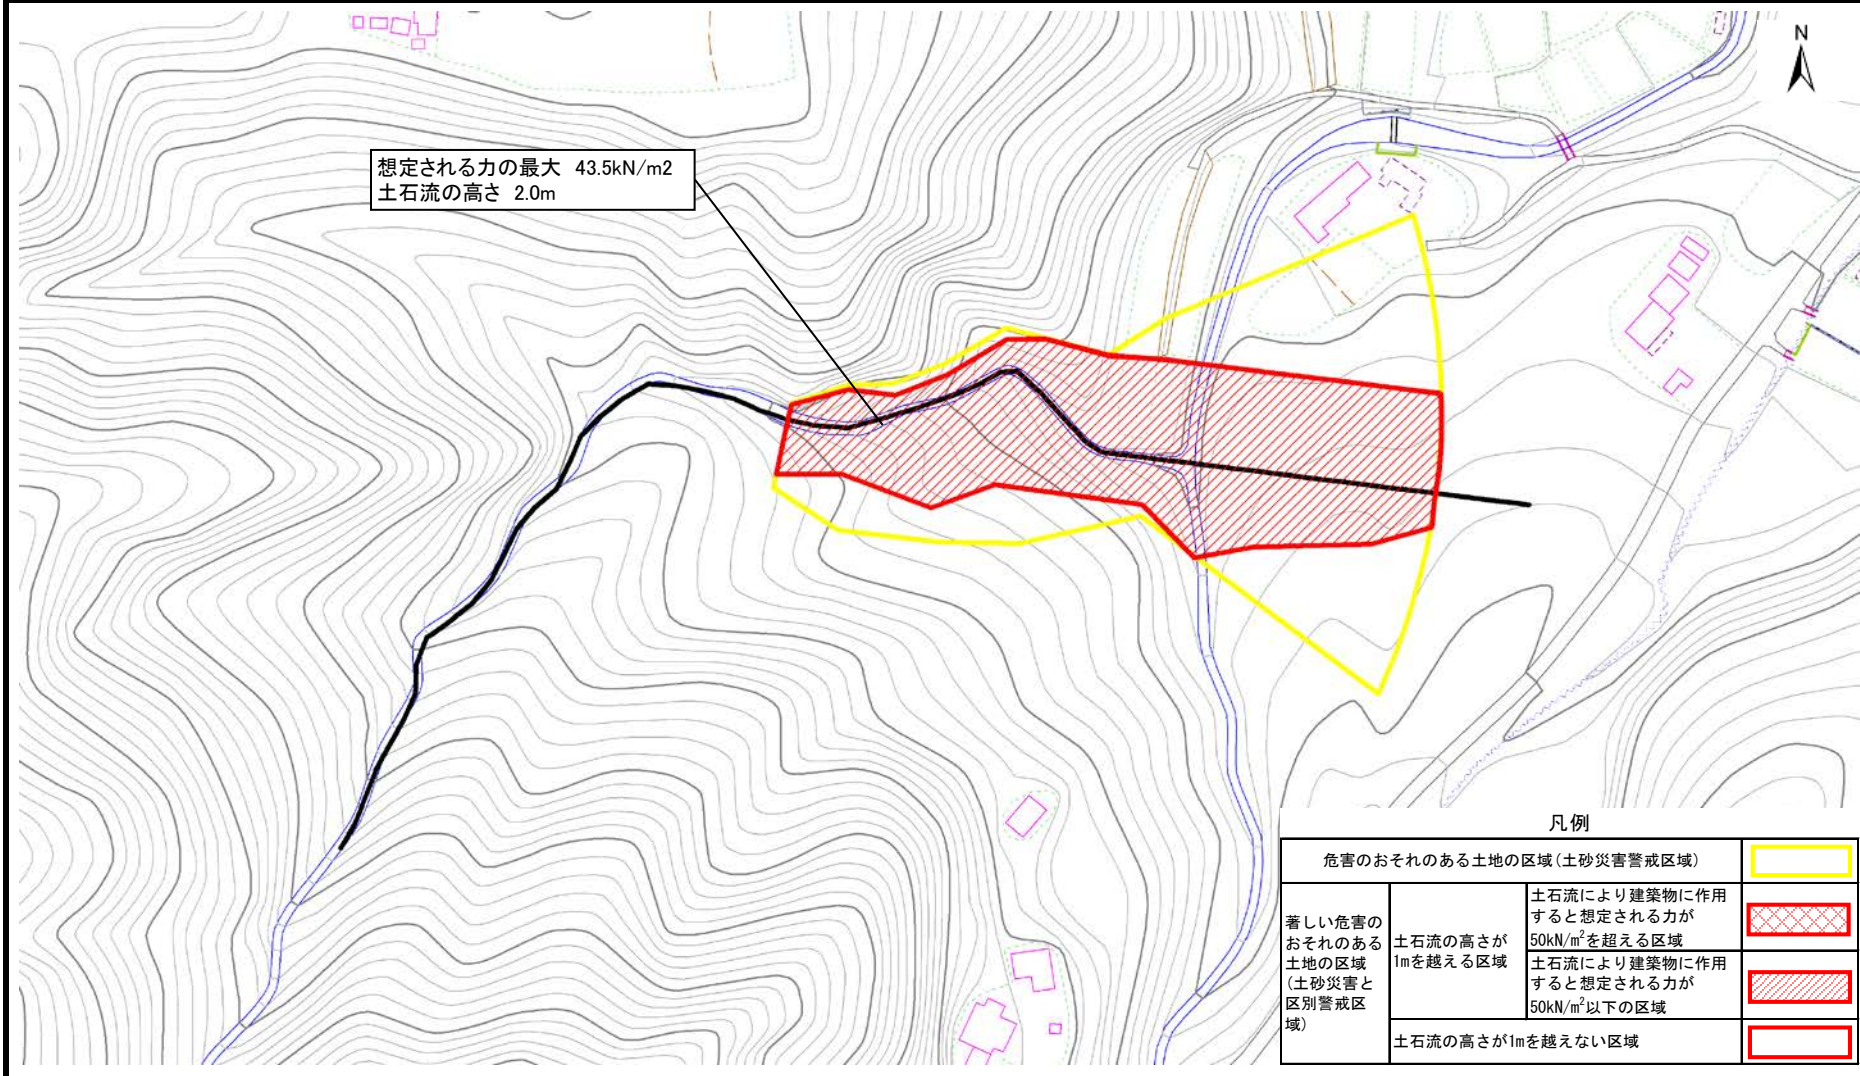 N
想定される力の最大 43.5kN/m2
土石流の高さ 2.0m
凡例
危害のおそれのある土地の区域(土砂災害警戒区域)
著しい危害の
おそれのある
土地の区域
(土砂災害と
区別警戒区
域)
土石流の高さが
1mを越える区域
土石流により建築物に作用
すると想定される力が
50kN/㎡を超える区域
土石流により建築物に作用
すると想定される力が
50kN/㎡以下の区域
土石流の高さが1mを越えない区域